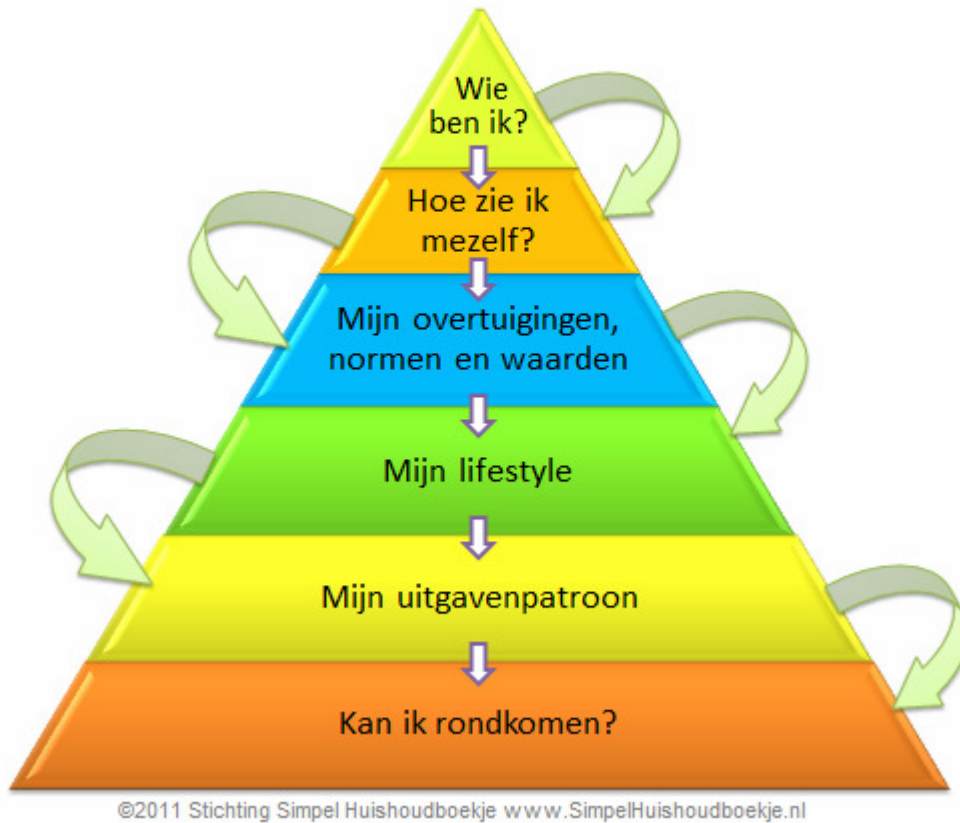 Wie
ben ik?
Hoe zie ik
mezelf?
Mijn overtuigingen,
normen en waarden
Mijn lifestyle
Mijn uitgavenpatroon
Kan ik rondkomen?
©2011 Stichting Simpel Huishoudboekje www.SimpelHuishoudboekje.nl